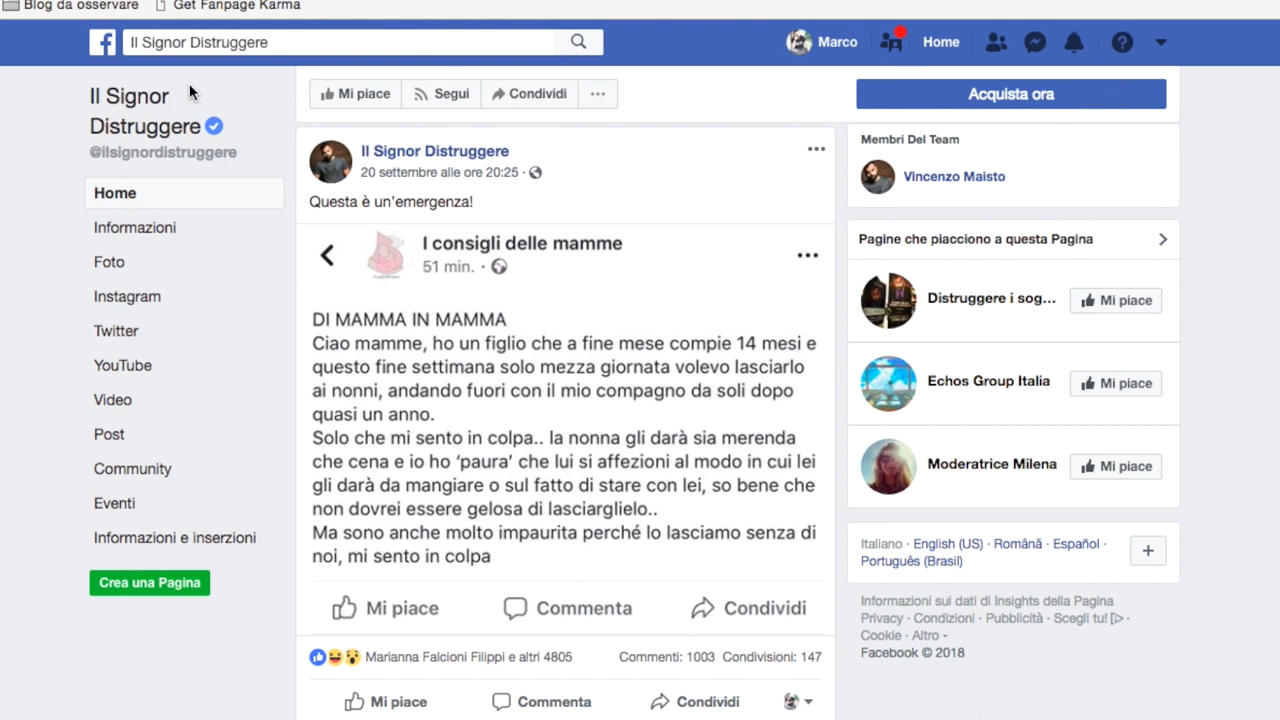 Blog da osservare
Get Fanpage Karma
Il Signor Distruggere
Marco
Home
Il Signor
Distruggere
@ilsignordistruggere
Home
Informazioni
Foto
Instagram
Twitter
YouTube
Video
Post
Community
Eventi
Informazioni e inserzioni
Crea una Pagina
Mi piace
Segui
Condividi
Il Signor Distruggere
20 settembre alle ore 20:25 ·
Questa è un'emergenza!
I consigli delle mamme
51 min. ·
DI MAMMA IN MAMMA
Ciao mamme, ho un figlio che a fine mese compie 14 mesi e
questo fine settimana solo mezza giornata volevo lasciarlo
ai nonni, andando fuori con il mio compagno da soli dopo
quasi un anno.
Solo che mi sento in colpa.. la nonna gli darà sia merenda
che cena e io ho ‘paura’ che lui si affezioni al modo in cui lei
gli darà da mangiare o sul fatto di stare con lei, so bene che
non dovrei essere gelosa di lasciarglielo..
Ma sono anche molto impaurita perché lo lasciamo senza di
noi, mi sento in colpa
Mi piace Commenta Condividi
Marianna Falcioni Filippi e altri 4805 Commenti: 1003 Condivisioni: 147
Mi piace Commenta Condividi
Acquista ora
Membri Del Team
Vincenzo Maisto
Pagine che piacciono a questa Pagina
Distruggere i sog... Mi piace
Echos Group Italia Mi piace
Moderatrice Milena Mi piace
Italiano · English (US) · Română · Español ·
Português (Brasil)
Informazioni sui dati di Insights della Pagina
Privacy · Condizioni · Pubblicità · Scegli tu! ·
Cookie · Altro
Facebook © 2018